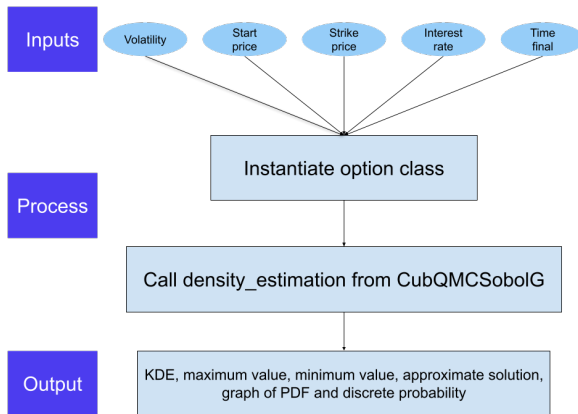 Inputs
Volatility
Start
price
Strike
price
Interest
rate
Time
final
Process
Instantiate option class
Call density_estimation from CubQMCSobolG
Output
KDE, maximum value, minimum value, approximate solution,
graph of PDF and discrete probability